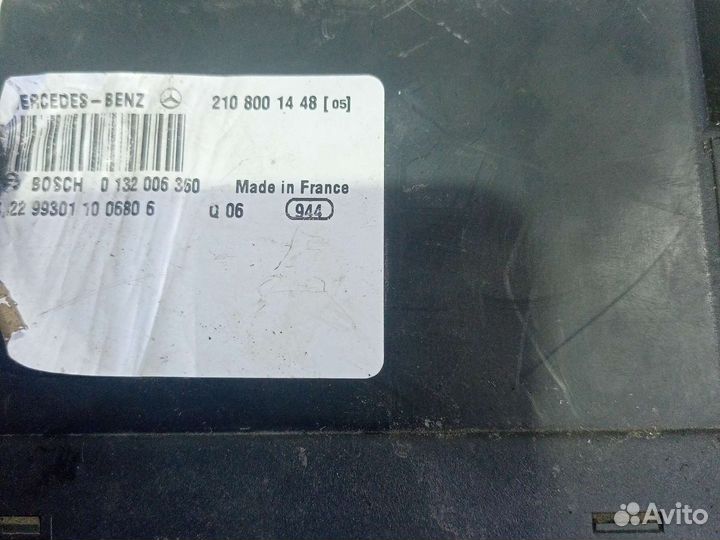 MERCEDES-BENZ 210 800 14 48 [05]
BOSCH 0 132 006 360 Made in France
22 99301 10 0680 6 Q 06 944
Avito